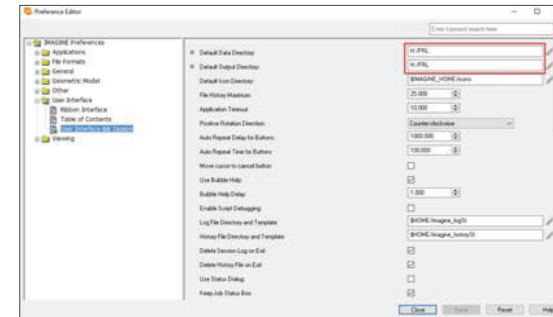 Preference Editor
Enter keyword search here
IMAGINE Preferences
Applications
File Formats
General
Geometric Model
Other
User Interface
Ribbon Interface
Table of Contents
User Interface && Session
Viewing
Default Data Directory:
H:/FRL
Default Output Directory:
H:/FRL
Default Icon Directory:
$IMAGINE_HOME/icons
File History Maximum:
25.000
Application Timeout:
10.000
Positive Rotation Direction:
Counter-clockwise
Auto Repeat Delay for Buttons:
1000.000
Auto Repeat Time for Buttons:
100.000
Move cursor to cancel button:
Use Bubble Help:
Bubble Help Delay:
1.000
Enable Script Debugging:
Log File Directory and Template:
History File Directory and Template:
Delete Session Log on Exit:
Delete History File on Exit:
Use Status Dialog:
Keep Job Status Box:
Close
Save
Reset
Help